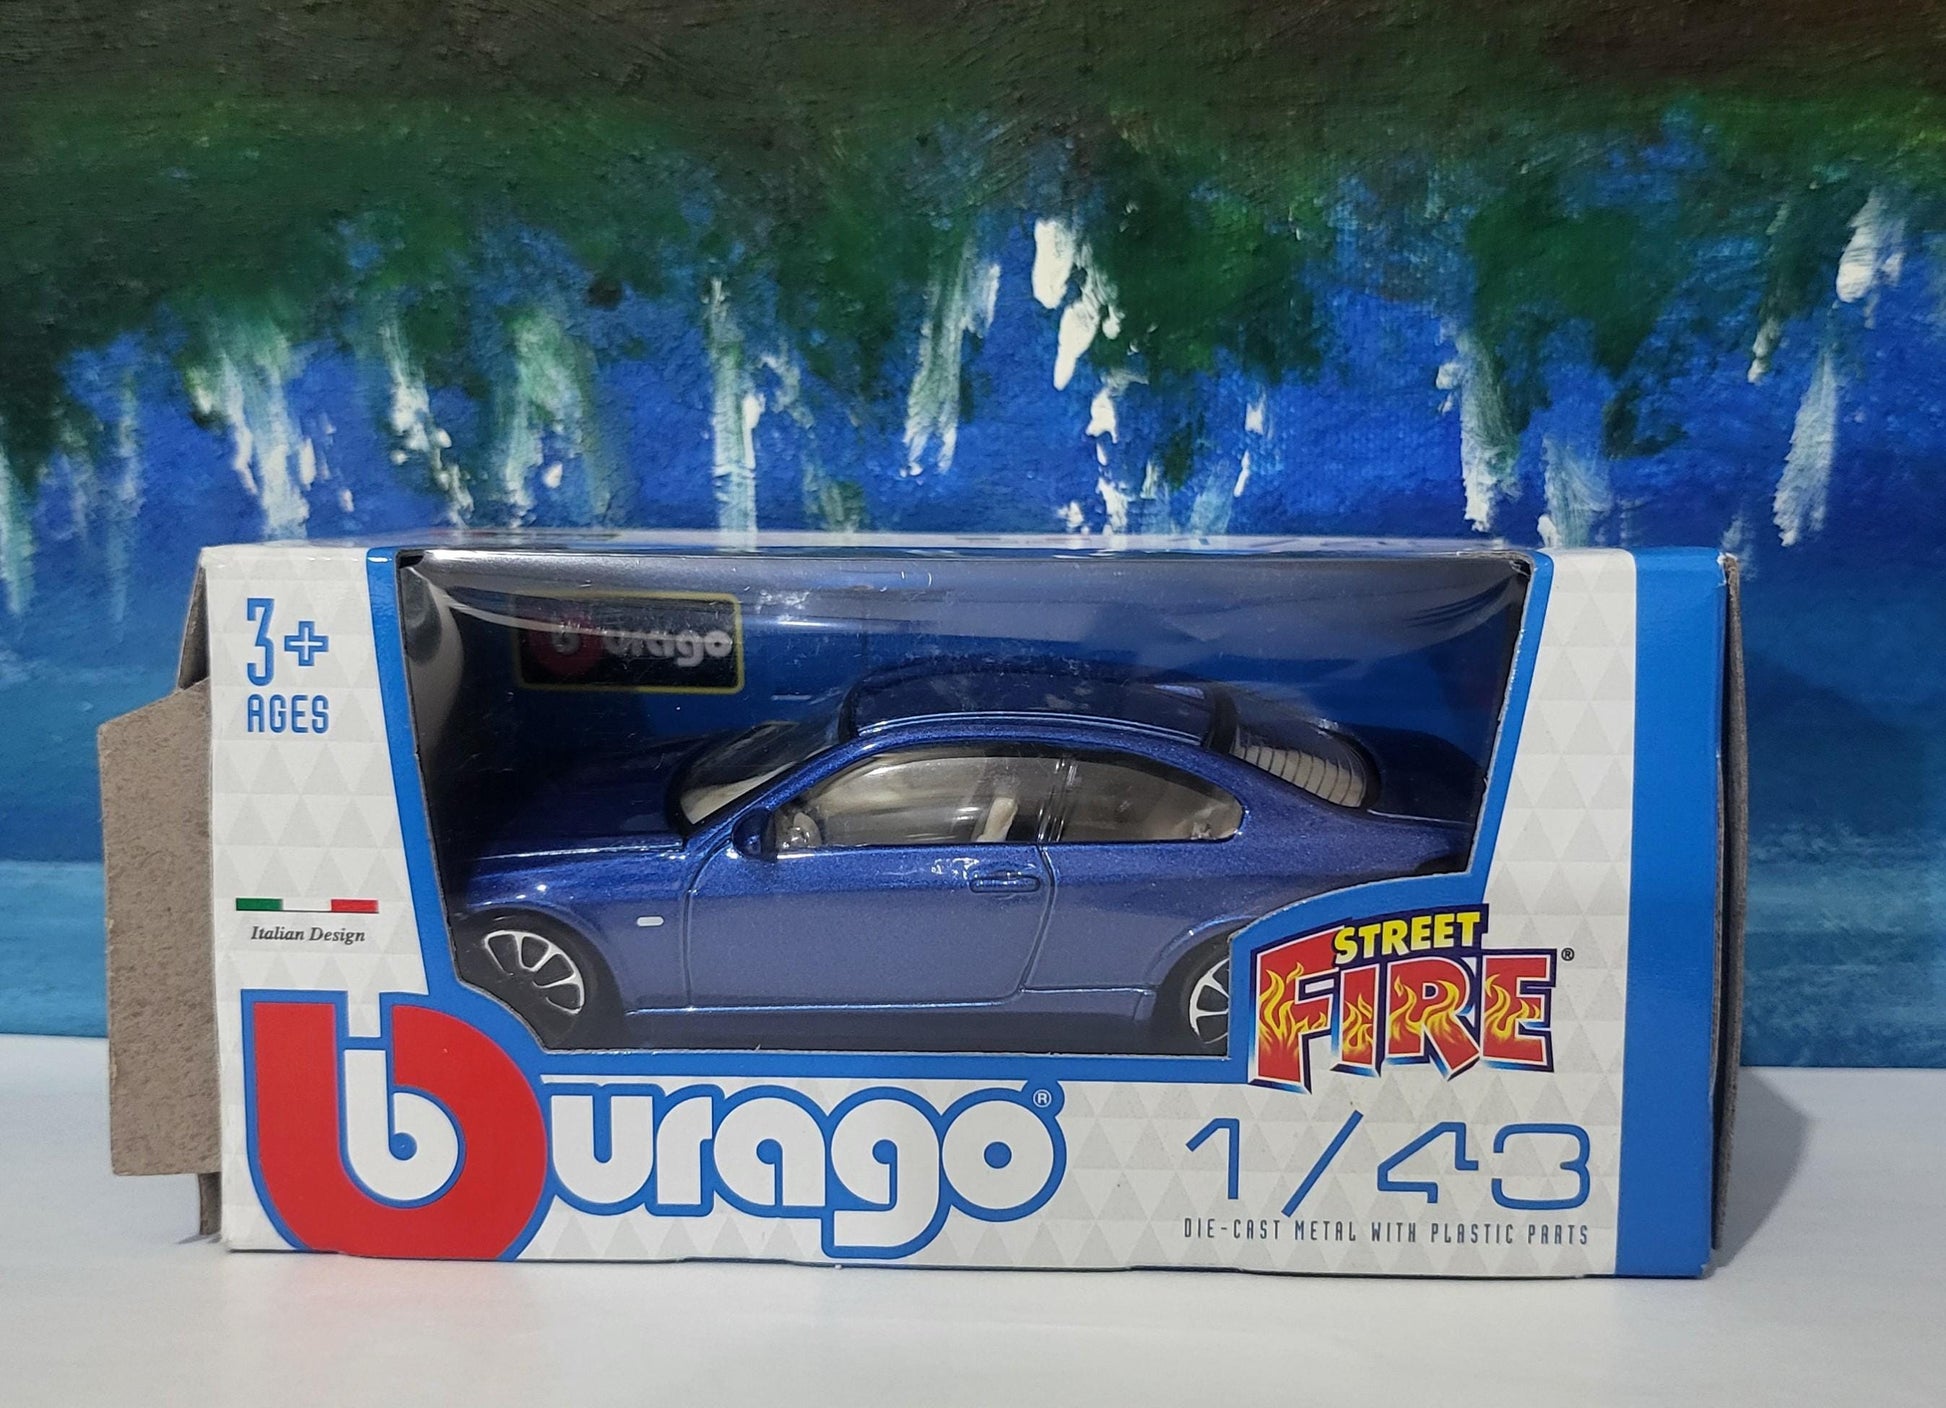 3+
AGES
burago
Italian Design
STREET
FIRE®
burago®
1/43
DIE-CAST METAL WITH PLASTIC PARTS